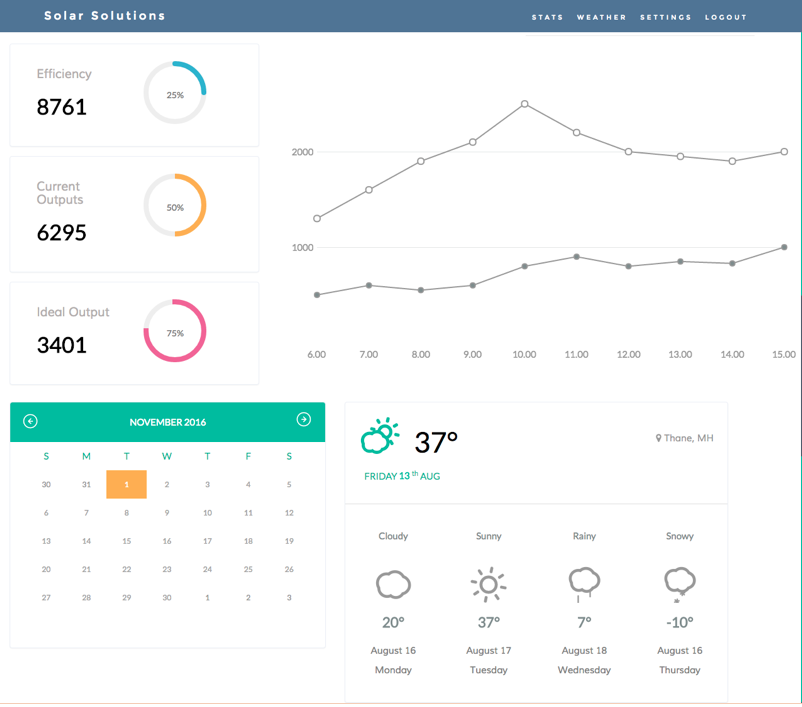 Solar Solutions
STATS WEATHER SETTINGS LOGOUT
Efficiency
8761
25%
Current
Outputs
6295
50%
Ideal Output
3401
75%
2000
1000
6.00 7.00 8.00 9.00 10.00 11.00 12.00 13.00 14.00 15.00
NOVEMBER 2016
S M T W T F S
30 31 1 2 3 4 5
6 7 8 9 10 11 12
13 14 15 16 17 18 19
20 21 22 23 24 25 26
27 28 29 30 1 2 3
37°
Thane, MH
FRIDAY 13 th AUG
Cloudy Sunny Rainy Snowy
20° 37° 7° -10°
August 16 August 17 August 18 August 16
Monday Tuesday Wednesday Thursday